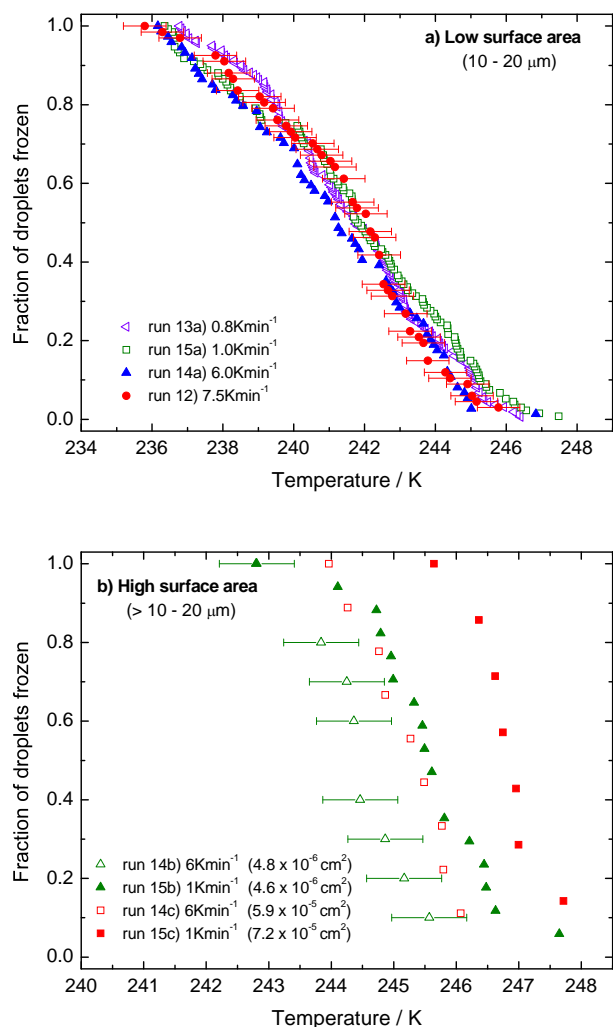 a) Low surface area
(10 - 20 μm)
Fraction of droplets frozen
1.0
0.8
0.6
0.4
0.2
0.0
run 13a) 0.8Kmin⁻¹
run 15a) 1.0Kmin⁻¹
run 14a) 6.0Kmin⁻¹
run 12) 7.5Kmin⁻¹
234 236 238 240 242 244 246 248
Temperature / K
b) High surface area
(> 10 - 20 μm)
Fraction of droplets frozen
1.0
0.8
0.6
0.4
0.2
0.0
run 14b) 6Kmin⁻¹ (4.8 x 10⁻⁶ cm²)
run 15b) 1Kmin⁻¹ (4.6 x 10⁻⁶ cm²)
run 14c) 6Kmin⁻¹ (5.9 x 10⁻⁵ cm²)
run 15c) 1Kmin⁻¹ (7.2 x 10⁻⁵ cm²)
240 241 242 243 244 245 246 247 248
Temperature / K